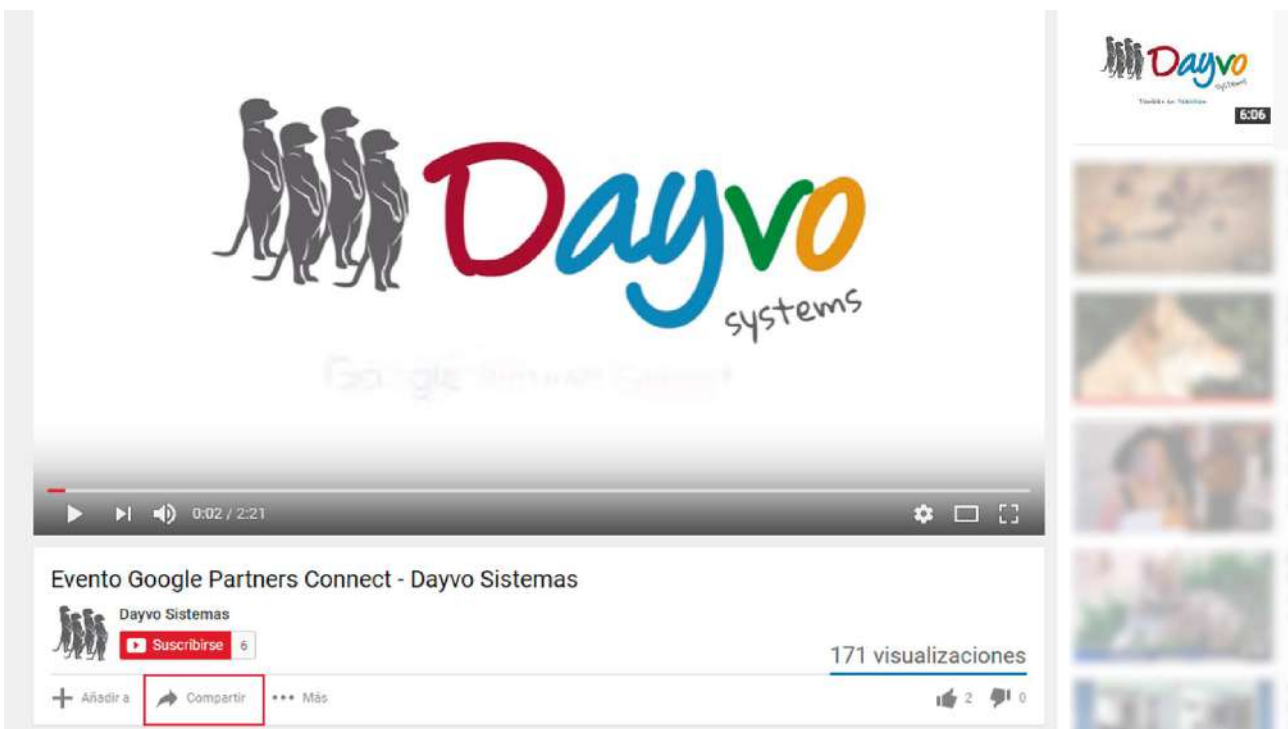 Dayvo
systems
0:02 / 2:21
Evento Google Partners Connect - Dayvo Sistemas
Dayvo Sistemas
Suscribirse 6
171 visualizaciones
Añadir a Compartir Más 2 0
Dayvo
systems
6:06